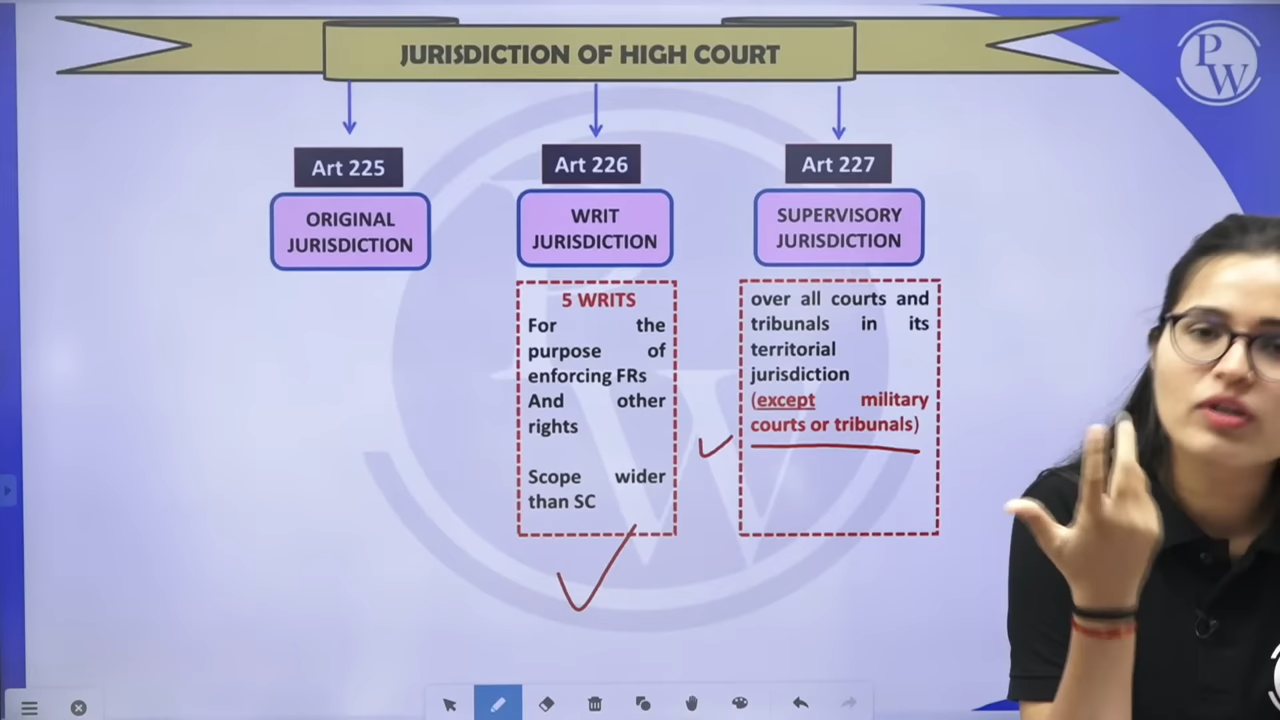 JURISDICTION OF HIGH COURT
PW
Art 225
ORIGINAL
JURISDICTION
Art 226
WRIT
JURISDICTION
5 WRITS
For the
purpose of
enforcing FRs
And other
rights
Scope wider
than SC
Art 227
SUPERVISORY
JURISDICTION
over all courts and
tribunals in its
territorial
jurisdiction
(except military
courts or tribunals)